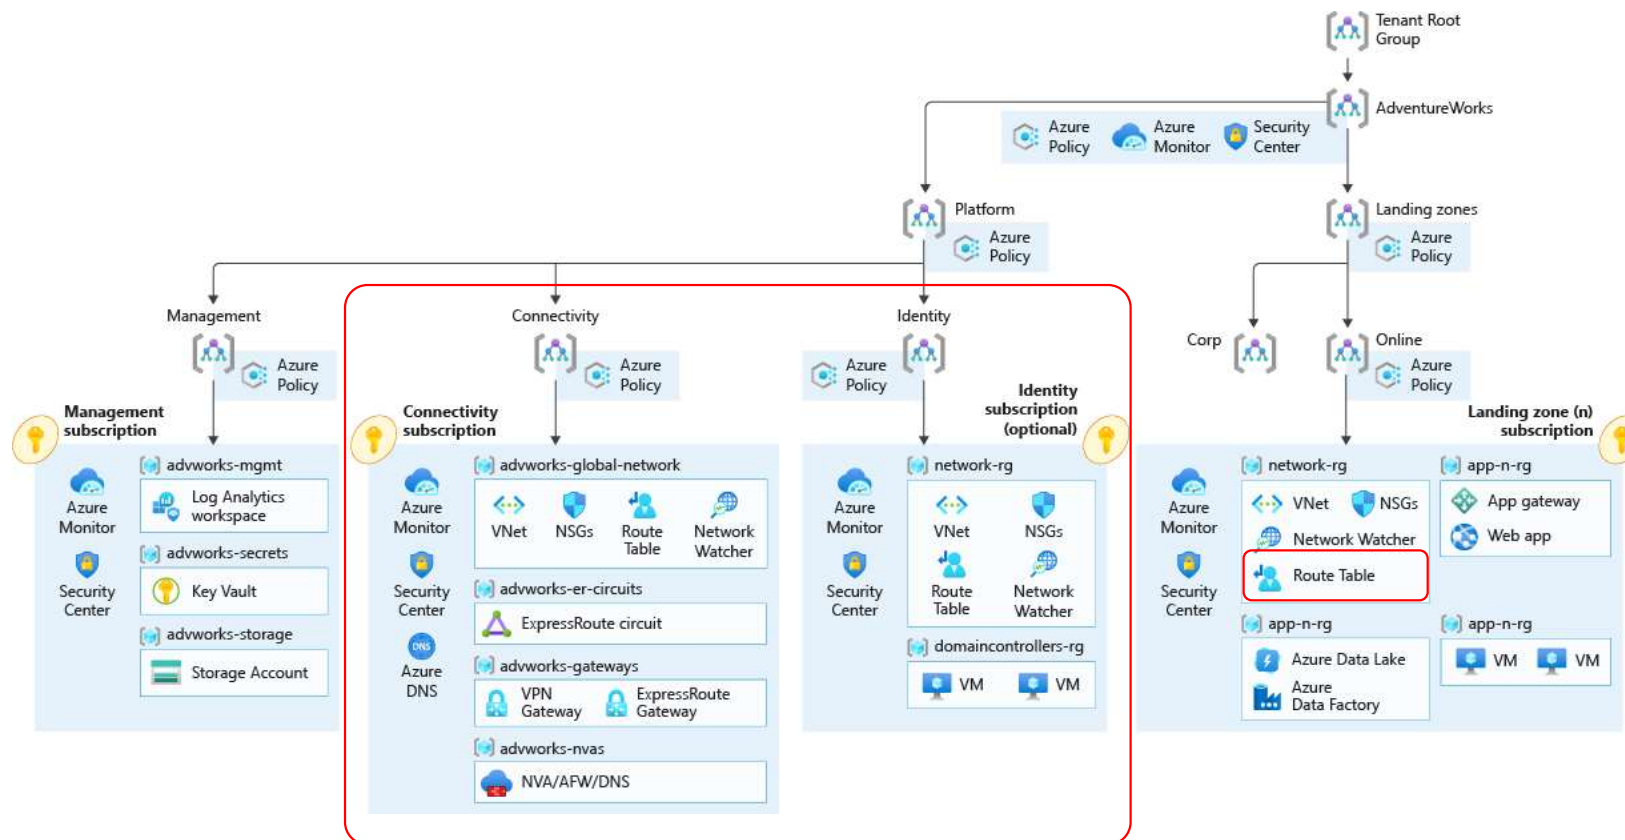 Tenant Root
Group
AdventureWorks
Azure
Policy
Azure
Monitor
Security
Center
Platform
Azure
Policy
Landing zones
Azure
Policy
Management
Azure
Policy
Connectivity
Azure
Policy
Identity
Azure
Policy
Corp
Online
Azure
Policy
Management
subscription
Azure
Monitor
Security
Center
advworks-mgmt
Log Analytics
workspace
advworks-secrets
Key Vault
advworks-storage
Storage Account
Connectivity
subscription
Azure
Monitor
Security
Center
DNS
Azure
DNS
advworks-global-network
VNet
NSGs
Route
Table
Network
Watcher
advworks-er-circuits
ExpressRoute circuit
advworks-gateways
VPN
Gateway
ExpressRoute
Gateway
advworks-nvas
NVA/AFW/DNS
Identity
subscription
(optional)
Azure
Monitor
Security
Center
network-rg
VNet
NSGs
Route
Table
Network
Watcher
domaincontrollers-rg
VM
VM
Landing zone (n)
subscription
Azure
Monitor
Security
Center
network-rg
VNet
NSGs
Network Watcher
Route Table
app-n-rg
App gateway
Web app
app-n-rg
Azure Data Lake
Azure
Data Factory
app-n-rg
VM
VM